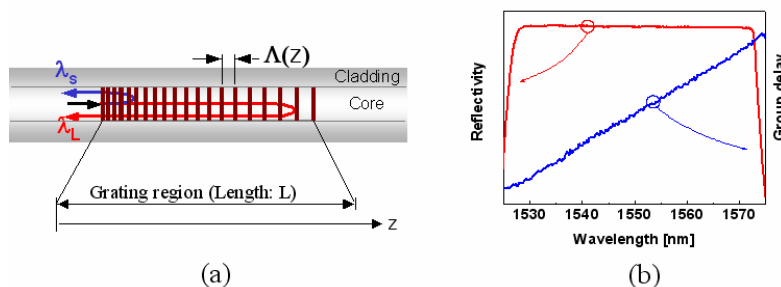 Λ(z)
λs
Cladding
Core
λL
Grating region (Length: L)
z
(a)
Reflectivity
Group delay
1530 1540 1550 1560 1570
Wavelength [nm]
(b)